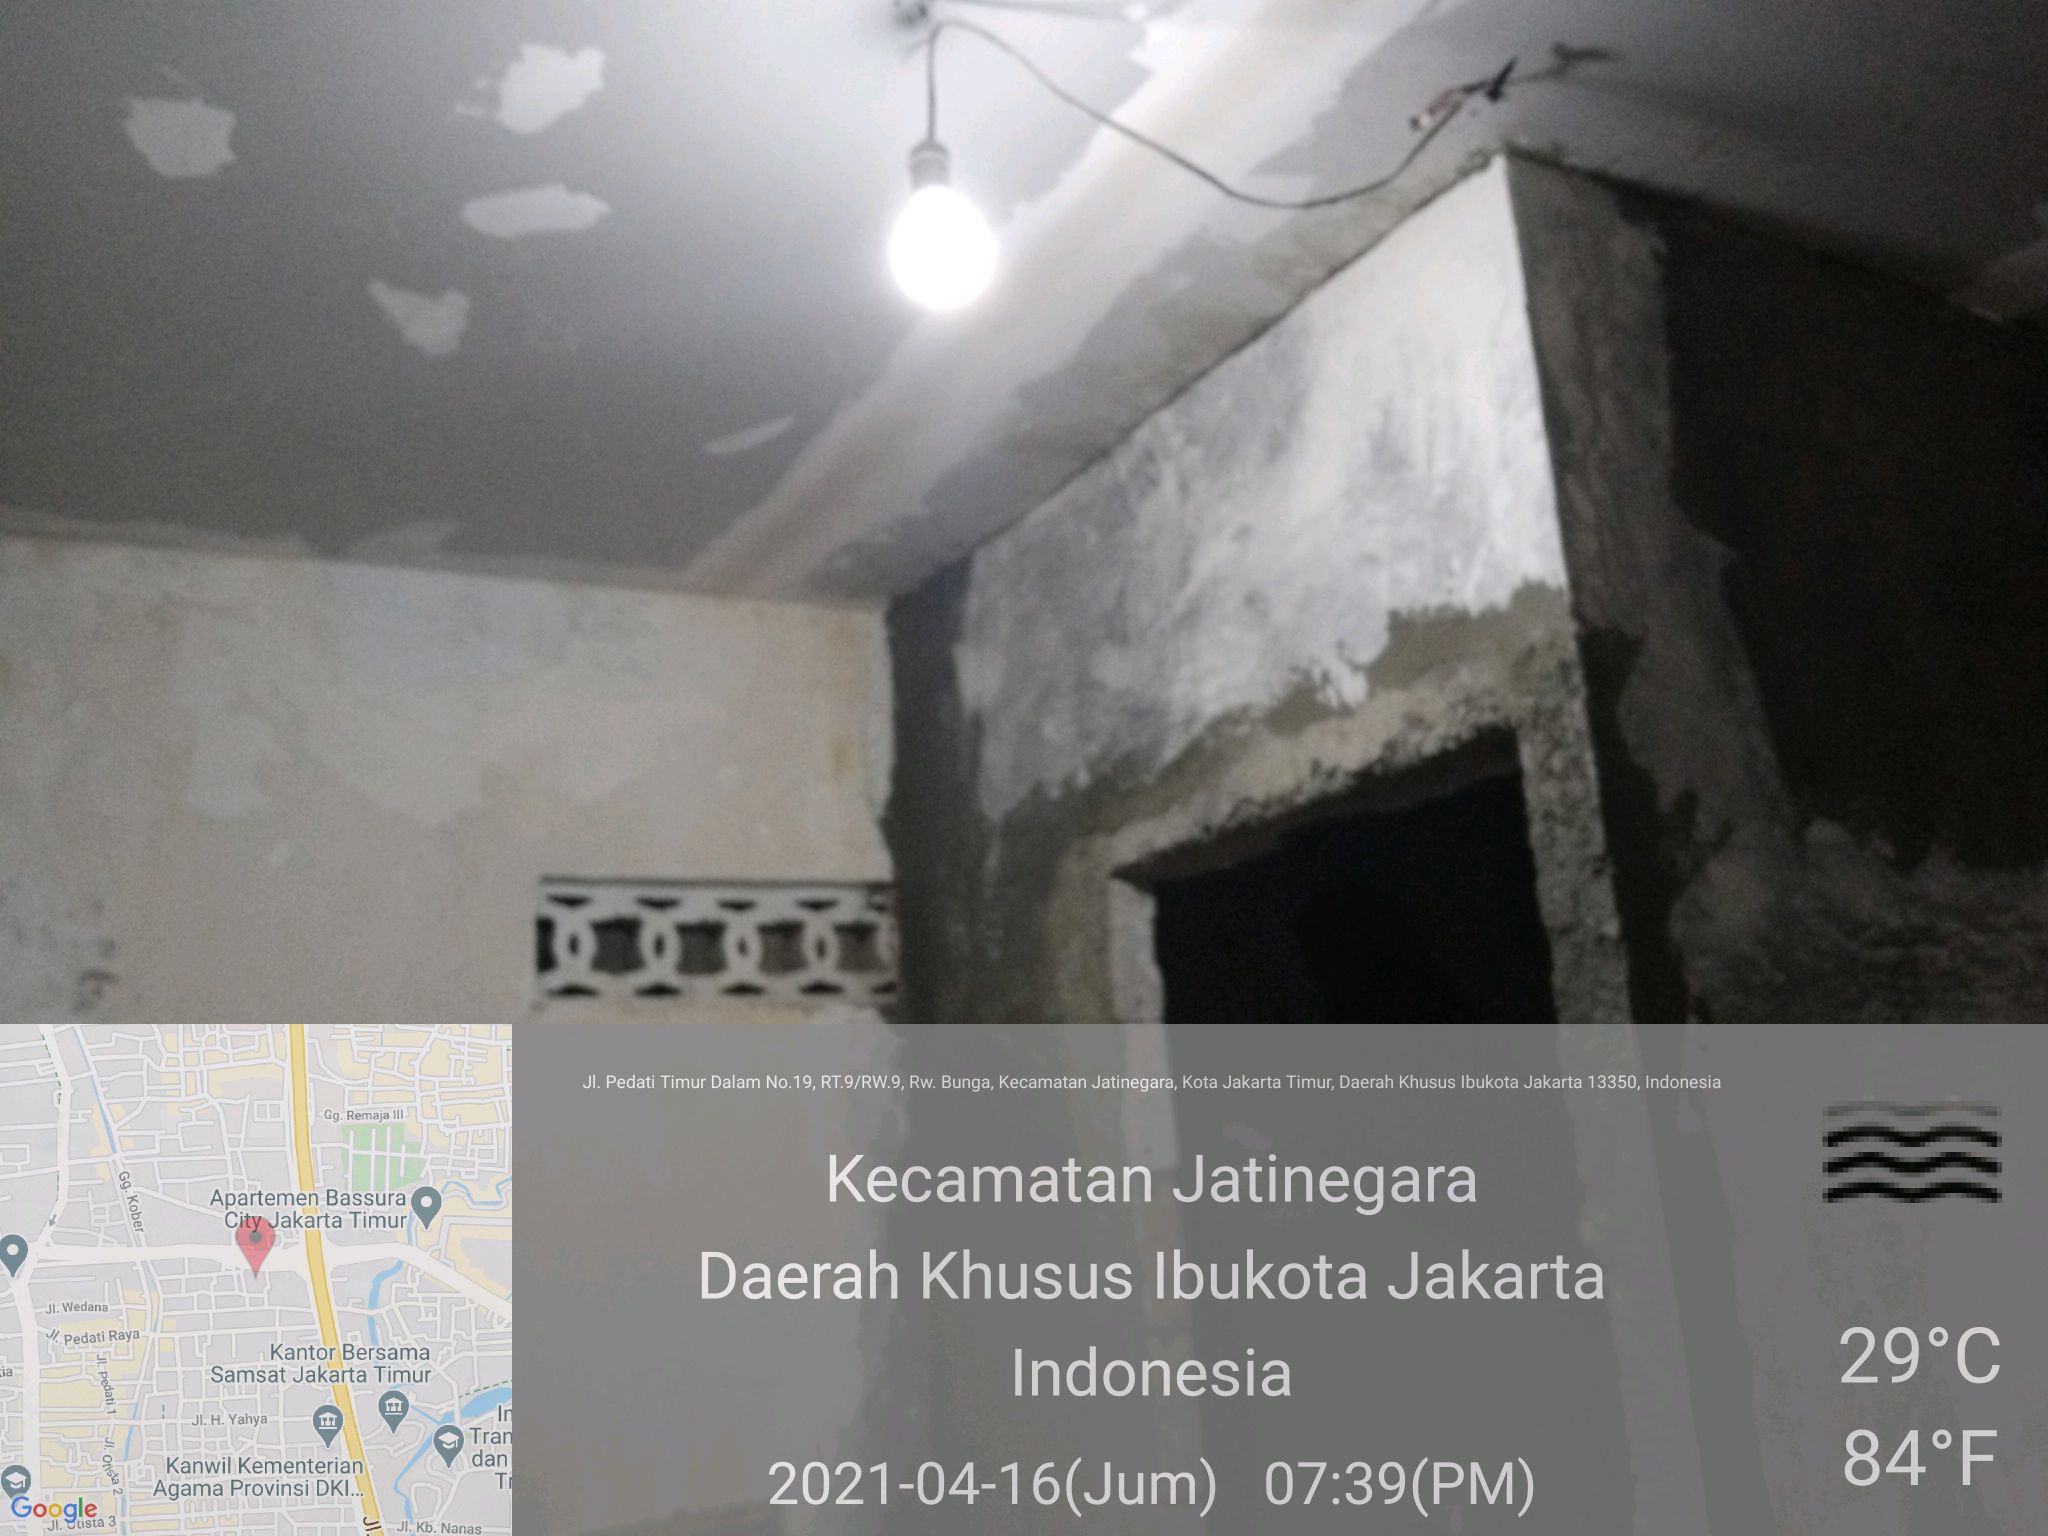 Jl. Pedati Timur Dalam No.19, RT.9/RW.9, Rw. Bunga, Kecamatan Jatinegara, Kota Jakarta Timur, Daerah Khusus Ibukota Jakarta 13350, Indonesia
Kecamatan Jatinegara
Daerah Khusus Ibukota Jakarta
Indonesia
2021-04-16(Jum) 07:39(PM)
29°C
84°F
Gg. Remaja III
Gg. Kober
Apartemen Bassura
City Jakarta Timur
Jl. Wedana
Jl. Pedati Raya
Jl. Pedati 1
Kantor Bersama
Samsat Jakarta Timur
Jl. H. Yahya
Jl. Otista 2
Kanwil Kementerian
Agama Provinsi DKI...
Tran
dan
Google
Jl. Otista 3
Jl. Kb. Nanas